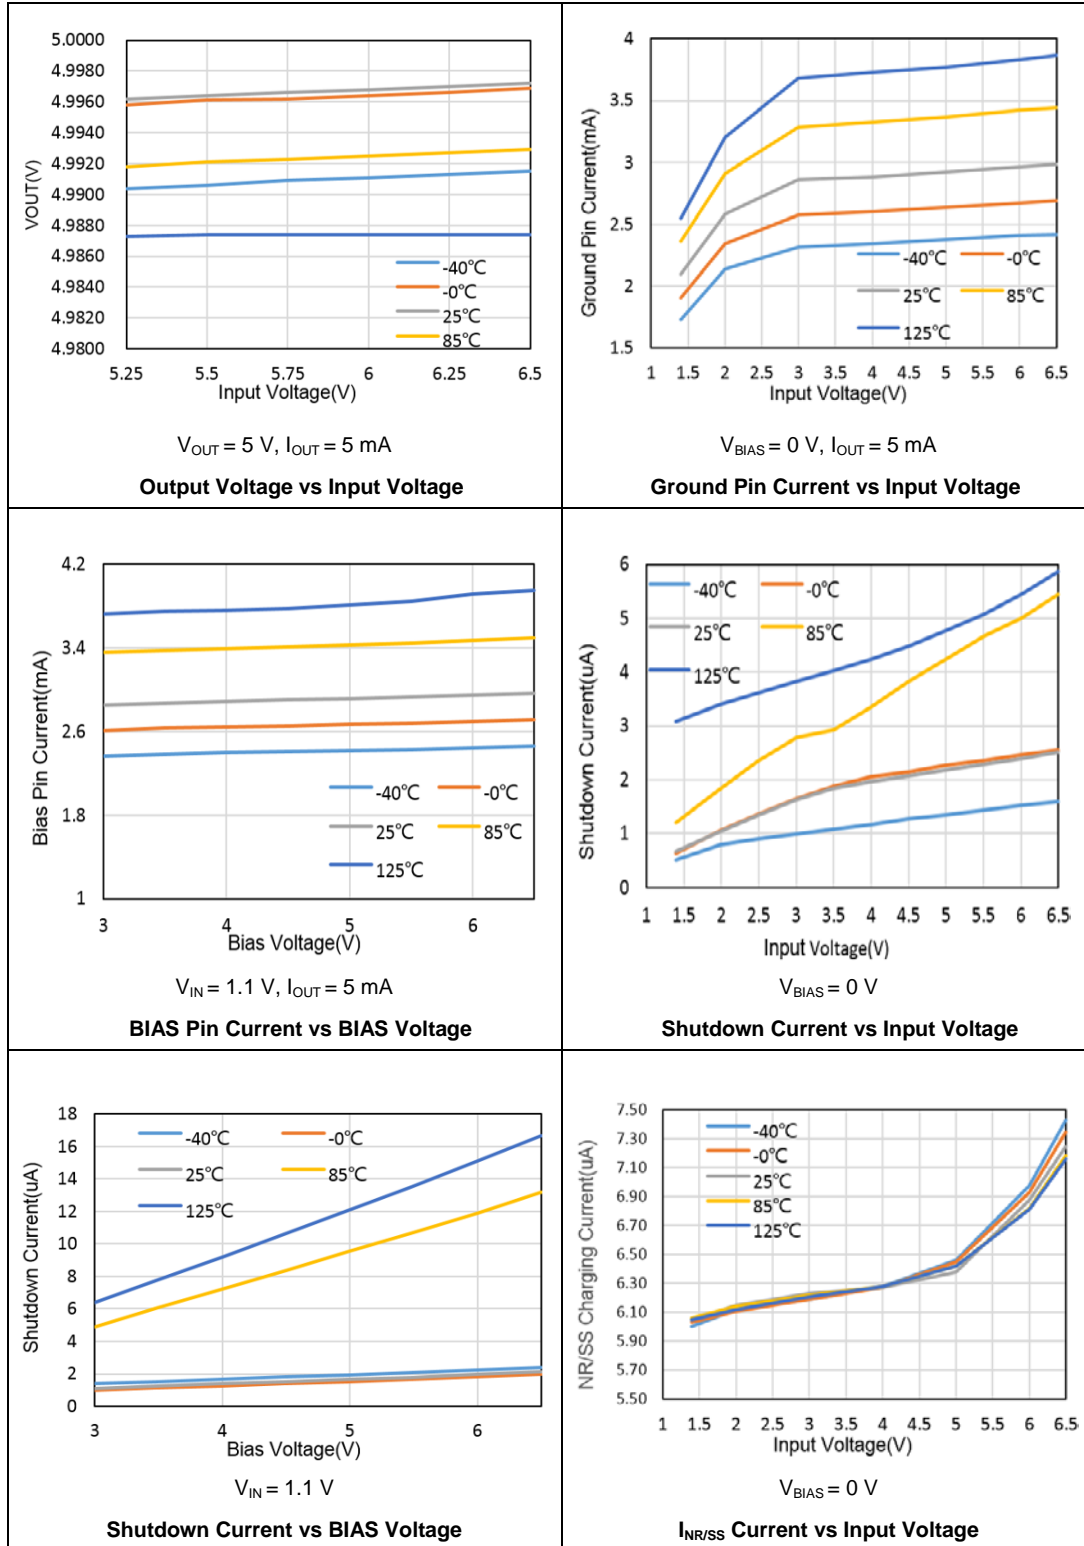 5.0000
4.9980
4.9960
4.9940
4.9920
4.9900
4.9880
4.9860
4.9840
4.9820
4.9800
VOUT(V)
-40℃
-0℃
25℃
85℃
5.25 5.5 5.75 6 6.25 6.5
Input Voltage(V)
VOUT = 5 V, IOUT = 5 mA
Output Voltage vs Input Voltage
4
3.5
3
2.5
2
1.5
Ground Pin Current(mA)
-40℃ -0℃
25℃ 85℃
125℃
1 1.5 2 2.5 3 3.5 4 4.5 5 5.5 6 6.5
Input Voltage(V)
VBIAS = 0 V, IOUT = 5 mA
Ground Pin Current vs Input Voltage
4.2
3.4
2.6
1.8
1
Bias Pin Current(mA)
-40℃ -0℃
25℃ 85℃
125℃
3 4 5 6
Bias Voltage(V)
VIN = 1.1 V, IOUT = 5 mA
BIAS Pin Current vs BIAS Voltage
6
5
4
3
2
1
0
Shutdown Current(uA)
-40℃ -0℃
25℃ 85℃
125℃
1 1.5 2 2.5 3 3.5 4 4.5 5 5.5 6 6.5
Input Voltage(V)
VBIAS = 0 V
Shutdown Current vs Input Voltage
18
16
14
12
10
8
6
4
2
0
Shutdown Current(uA)
-40℃ -0℃
25℃ 85℃
125℃
3 4 5 6
Bias Voltage(V)
VIN = 1.1 V
Shutdown Current vs BIAS Voltage
7.50
7.30
7.10
6.90
6.70
6.50
6.30
6.10
5.90
5.70
5.50
NR/SS Charging Current(uA)
-40℃
-0℃
25℃
85℃
125℃
1 1.5 2 2.5 3 3.5 4 4.5 5 5.5 6 6.5
Input Voltage(V)
VBIAS = 0 V
INR/SS Current vs Input Voltage